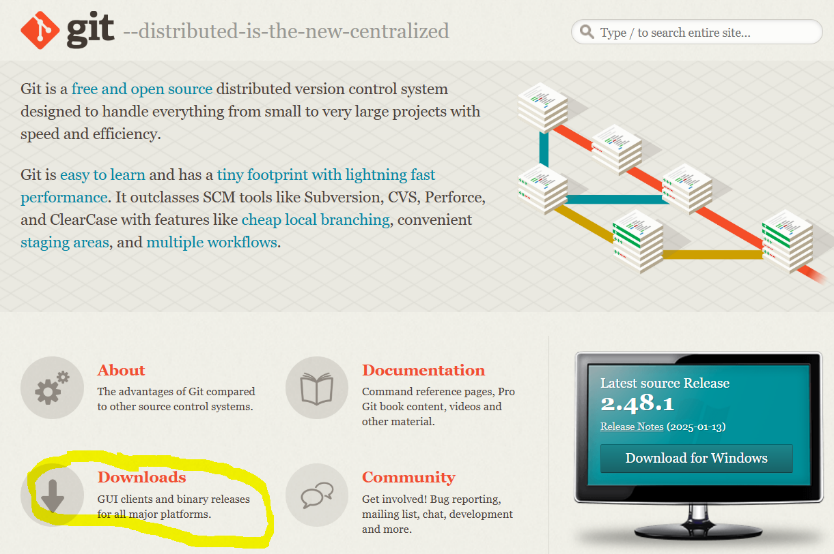 git --distributed-is-the-new-centralized
Type / to search entire site...
Git is a free and open source distributed version control system
designed to handle everything from small to very large projects with
speed and efficiency.
Git is easy to learn and has a tiny footprint with lightning fast
performance. It outclasses SCM tools like Subversion, CVS, Perforce,
and ClearCase with features like cheap local branching, convenient
staging areas, and multiple workflows.
About
The advantages of Git compared
to other source control systems.
Documentation
Command reference pages, Pro
Git book content, videos and
other material.
Downloads
GUI clients and binary releases
for all major platforms.
Community
Get involved! Bug reporting,
mailing list, chat, development
and more.
Latest source Release
2.48.1
Release Notes (2025-01-13)
Download for Windows